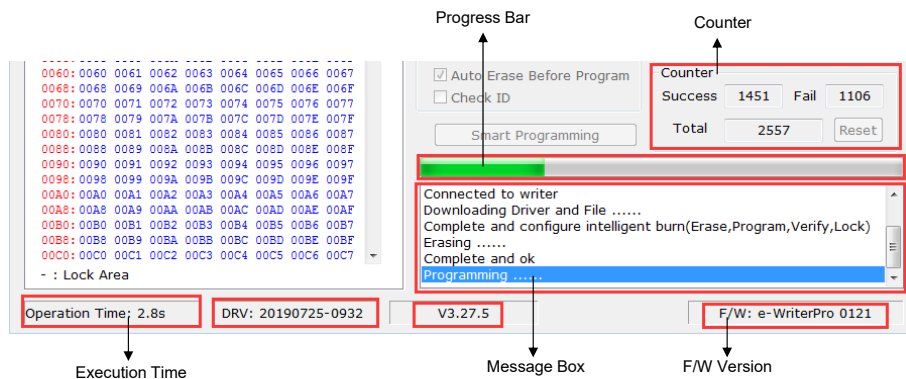 Progress Bar
Counter
0060: 0060 0061 0062 0063 0064 0065 0066 0067
0068: 0068 0069 006A 006B 006C 006D 006E 006F
0070: 0070 0071 0072 0073 0074 0075 0076 0077
0078: 0078 0079 007A 007B 007C 007D 007E 007F
0080: 0080 0081 0082 0083 0084 0085 0086 0087
0088: 0088 0089 008A 008B 008C 008D 008E 008F
0090: 0090 0091 0092 0093 0094 0095 0096 0097
0098: 0098 0099 009A 009B 009C 009D 009E 009F
00A0: 00A0 00A1 00A2 00A3 00A4 00A5 00A6 00A7
00A8: 00A8 00A9 00AA 00AB 00AC 00AD 00AE 00AF
00B0: 00B0 00B1 00B2 00B3 00B4 00B5 00B6 00B7
00B8: 00B8 00B9 00BA 00BB 00BC 00BD 00BE 00BF
00C0: 00C0 00C1 00C2 00C3 00C4 00C5 00C6 00C7
- : Lock Area
Auto Erase Before Program
Check ID
Smart Programming
Counter
Success 1451 Fail 1106
Total 2557 Reset
Connected to writer
Downloading Driver and File ......
Complete and configure intelligent burn(Erase,Program,Verify,Lock)
Erasing ......
Complete and ok
Programming ......
Operation Time: 2.8s
DRV: 20190725-0932
V3.27.5
F/W: e-WriterPro 0121
Execution Time
Message Box
F/W Version